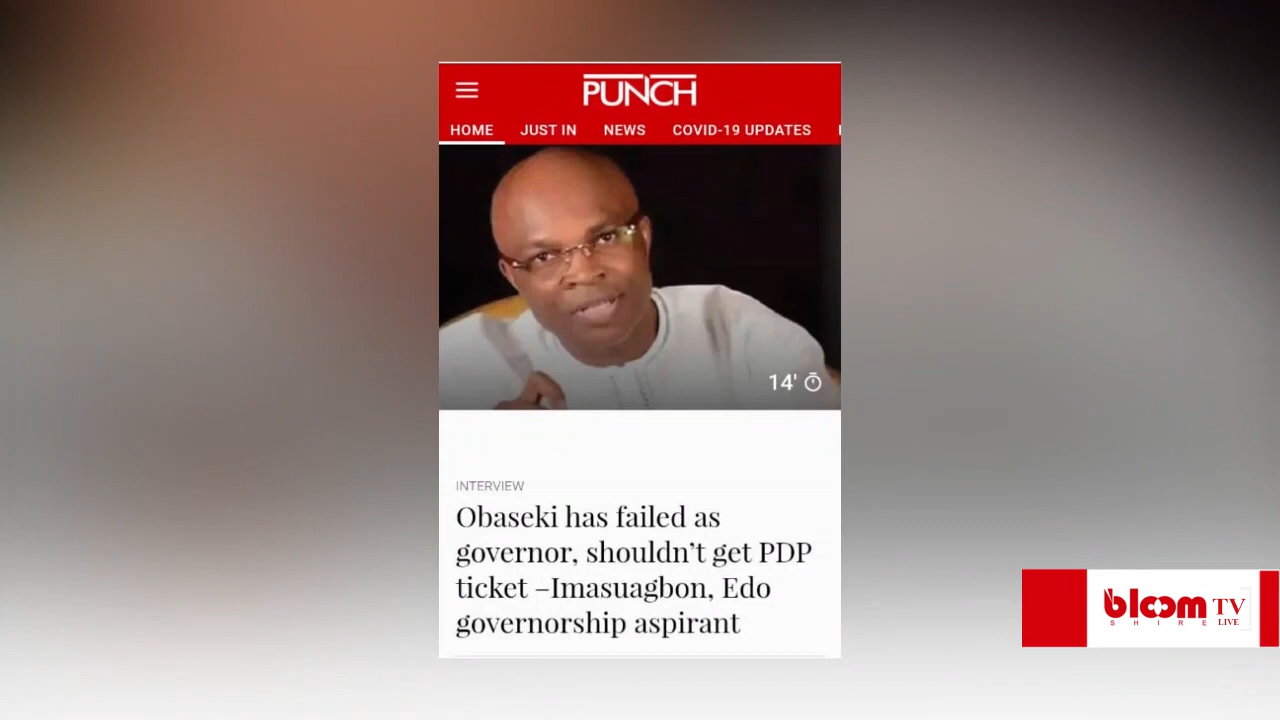 PUNCH
HOME JUST IN NEWS COVID-19 UPDATES
14'
INTERVIEW
Obaseki has failed as
governor, shouldn’t get PDP
ticket –Imasuagbon, Edo
governorship aspirant
bloom TV
SHIRE LIVE